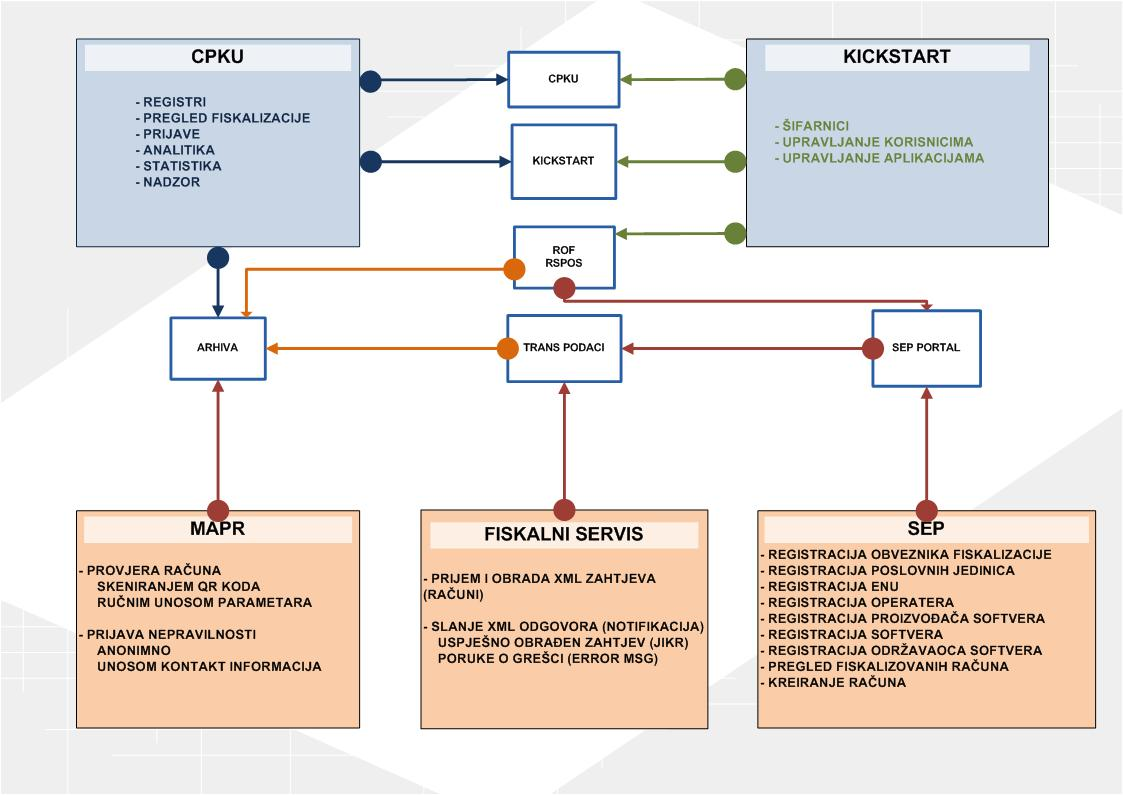 CPKU
- REGISTRI
- PREGLED FISKALIZACIJE
- PRIJAVE
- ANALITIKA
- STATISTIKA
- NADZOR
CPKU
KICKSTART
KICKSTART
- ŠIFARNICI
- UPRAVLJANJE KORISNICIMA
- UPRAVLJANJE APLIKACIJAMA
ROF
RSPOS
ARHIVA
TRANS PODACI
SEP PORTAL
MAPR
- PROVJERA RAČUNA
SKENIRANJEM QR KODA
RUČNIM UNOSOM PARAMETARA
- PRIJAVA NEPRAVILNOSTI
ANONIMNO
UNOSOM KONTAKT INFORMACIJA
FISKALNI SERVIS
- PRIJEM I OBRADA XML ZAHTJEVA
(RAČUNI)
- SLANJE XML ODGOVORA (NOTIFIKACIJA)
USPJEŠNO OBRAĐEN ZAHTJEV (JIKR)
PORUKE O GREŠCI (ERROR MSG)
SEP
- REGISTRACIJA OBVEZNIKA FISKALIZACIJE
- REGISTRACIJA POSLOVNIH JEDINICA
- REGISTRACIJA ENU
- REGISTRACIJA OPERATERA
- REGISTRACIJA PROIZVOĐAČA SOFTVERA
- REGISTRACIJA SOFTVERA
- REGISTRACIJA ODRŽAVAOCA SOFTVERA
- PREGLED FISKALIZOVANIH RAČUNA
- KREIRANJE RAČUNA